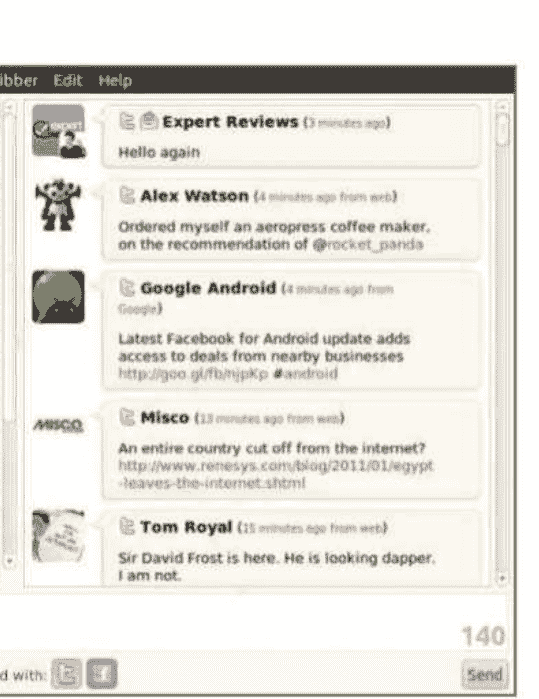 ibber Edit Help
Expert Reviews (3 minutes ago)
Hello again
Alex Watson (4 minutes ago from web)
Ordered myself an aeropress coffee maker,
on the recommendation of @rocket_panda
Google Android (4 minutes ago from
Google)
Latest Facebook for Android update adds
access to deals from nearby businesses
http://goo.gl/fb/njpKp #android
MISCO
Misco (13 minutes ago from web)
An entire country cut off from the internet?
http://www.renesys.com/blog/2011/01/egypt
-leaves-the-internet.shtml
Tom Royal (15 minutes ago from web)
Sir David Frost is here. He is looking dapper.
I am not.
140
d with:
Send